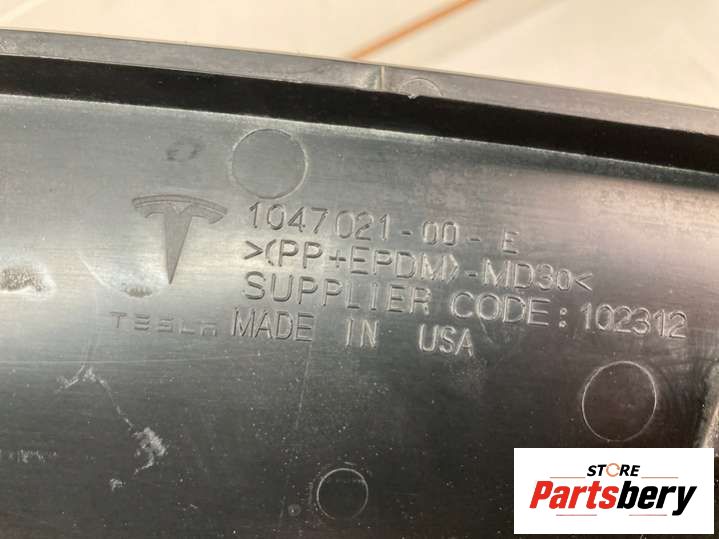 1047021-00-E
>(PP+EPDM)-MD30<
SUPPLIER CODE: 102312
TESLA MADE IN USA
STORE
Partsbery